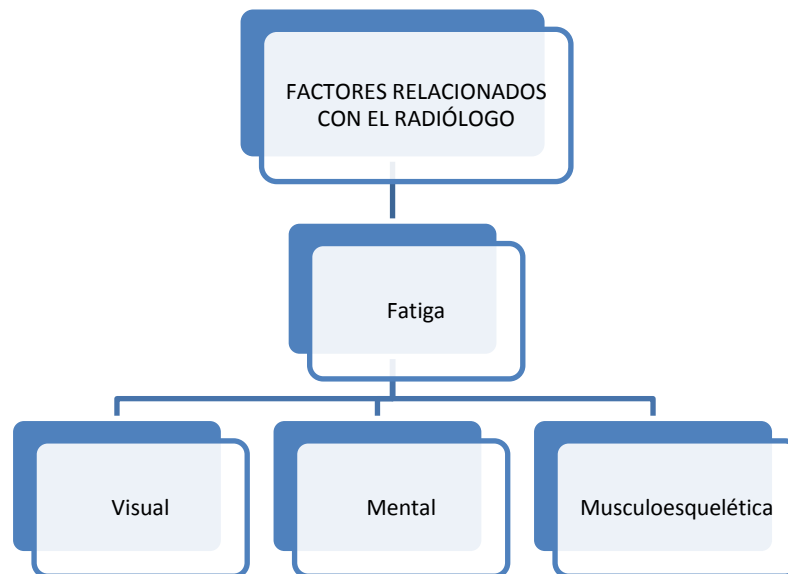 FACTORES RELACIONADOS
CON EL RADIÓLOGO
Fatiga
Visual
Mental
Musculoesquelética